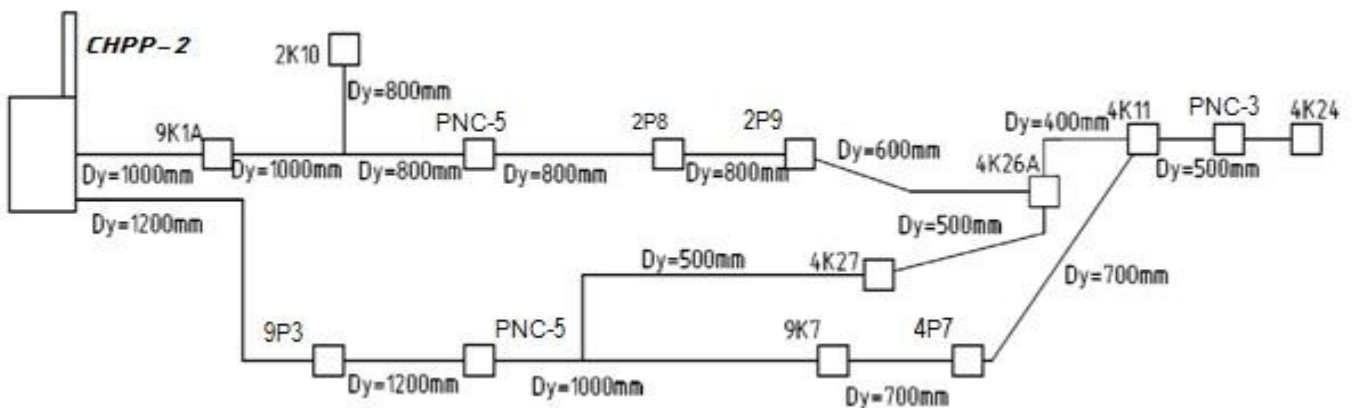 CHPP-2
2K10
Dy=800mm
9K1A
PNC-5
2P8
2P9
4K11
PNC-3
4K24
Dy=400mm
Dy=600mm
4K26A
Dy=1000mm
Dy=1000mm
Dy=800mm
Dy=800mm
Dy=800mm
Dy=500mm
Dy=1200mm
Dy=500mm
Dy=500mm
4K27
Dy=700mm
9P3
PNC-5
9K7
4P7
Dy=1200mm
Dy=1000mm
Dy=700mm